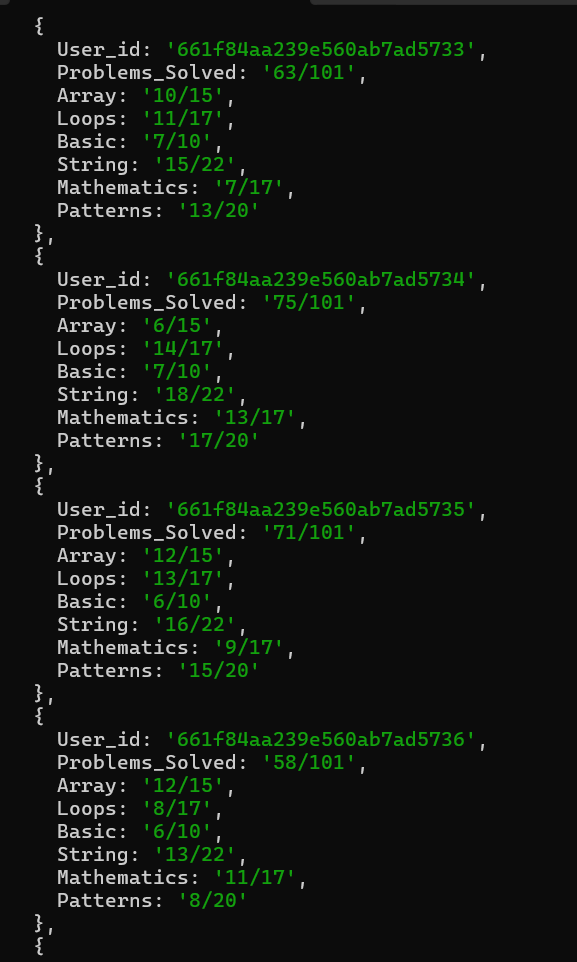 {
User_id: '661f84aa239e560ab7ad5733',
Problems_Solved: '63/101',
Array: '10/15',
Loops: '11/17',
Basic: '7/10',
String: '15/22',
Mathematics: '7/17',
Patterns: '13/20'
},
{
User_id: '661f84aa239e560ab7ad5734',
Problems_Solved: '75/101',
Array: '6/15',
Loops: '14/17',
Basic: '7/10',
String: '18/22',
Mathematics: '13/17',
Patterns: '17/20'
},
{
User_id: '661f84aa239e560ab7ad5735',
Problems_Solved: '71/101',
Array: '12/15',
Loops: '13/17',
Basic: '6/10',
String: '16/22',
Mathematics: '9/17',
Patterns: '15/20'
},
{
User_id: '661f84aa239e560ab7ad5736',
Problems_Solved: '58/101',
Array: '12/15',
Loops: '8/17',
Basic: '6/10',
String: '13/22',
Mathematics: '11/17',
Patterns: '8/20'
},
{